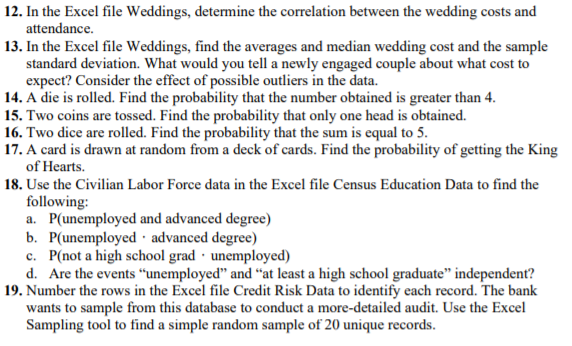 12. In the Excel file Weddings, determine the correlation between the wedding costs and
attendance.
13. In the Excel file Weddings, find the averages and median wedding cost and the sample
standard deviation. What would you tell a newly engaged couple about what cost to
expect? Consider the effect of possible outliers in the data.
14. A die is rolled. Find the probability that the number obtained is greater than 4.
15. Two coins are tossed. Find the probability that only one head is obtained.
16. Two dice are rolled. Find the probability that the sum is equal to 5.
17. A card is drawn at random from a deck of cards. Find the probability of getting the King
of Hearts.
18. Use the Civilian Labor Force data in the Excel file Census Education Data to find the
following:
a. P(unemployed and advanced degree)
b. P(unemployed · advanced degree)
c. P(not a high school grad · unemployed)
d. Are the events “unemployed” and “at least a high school graduate” independent?
19. Number the rows in the Excel file Credit Risk Data to identify each record. The bank
wants to sample from this database to conduct a more-detailed audit. Use the Excel
Sampling tool to find a simple random sample of 20 unique records.